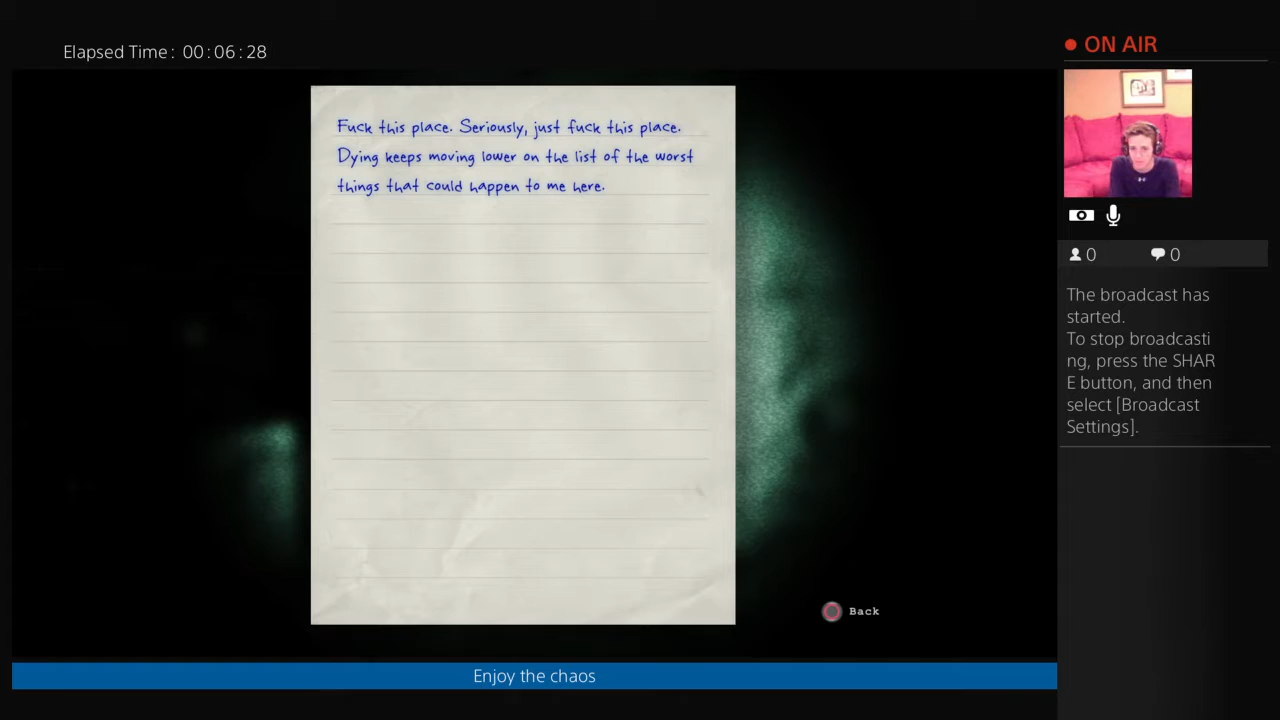 Elapsed Time: 00:06:28
ON AIR
Fuck this place. Seriously, just fuck this place.
Dying keeps moving lower on the list of the worst
things that could happen to me here.
0 0
The broadcast has
started.
To stop broadcasti
ng, press the SHAR
E button, and then
select [Broadcast
Settings].
Back
Enjoy the chaos